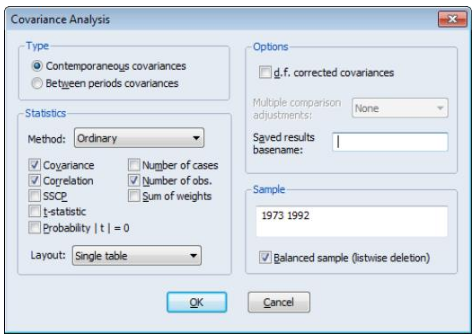 Covariance Analysis
Type
Contemporaneous covariances
Between periods covariances
Statistics
Method: Ordinary
Covariance
Number of cases
Correlation
Number of obs.
SSCP
Sum of weights
t-statistic
Probability | t | = 0
Layout: Single table
Options
d.f. corrected covariances
Multiple comparison
adjustments:
None
Saved results
basename:
Sample
1973 1992
Balanced sample (listwise deletion)
OK
Cancel